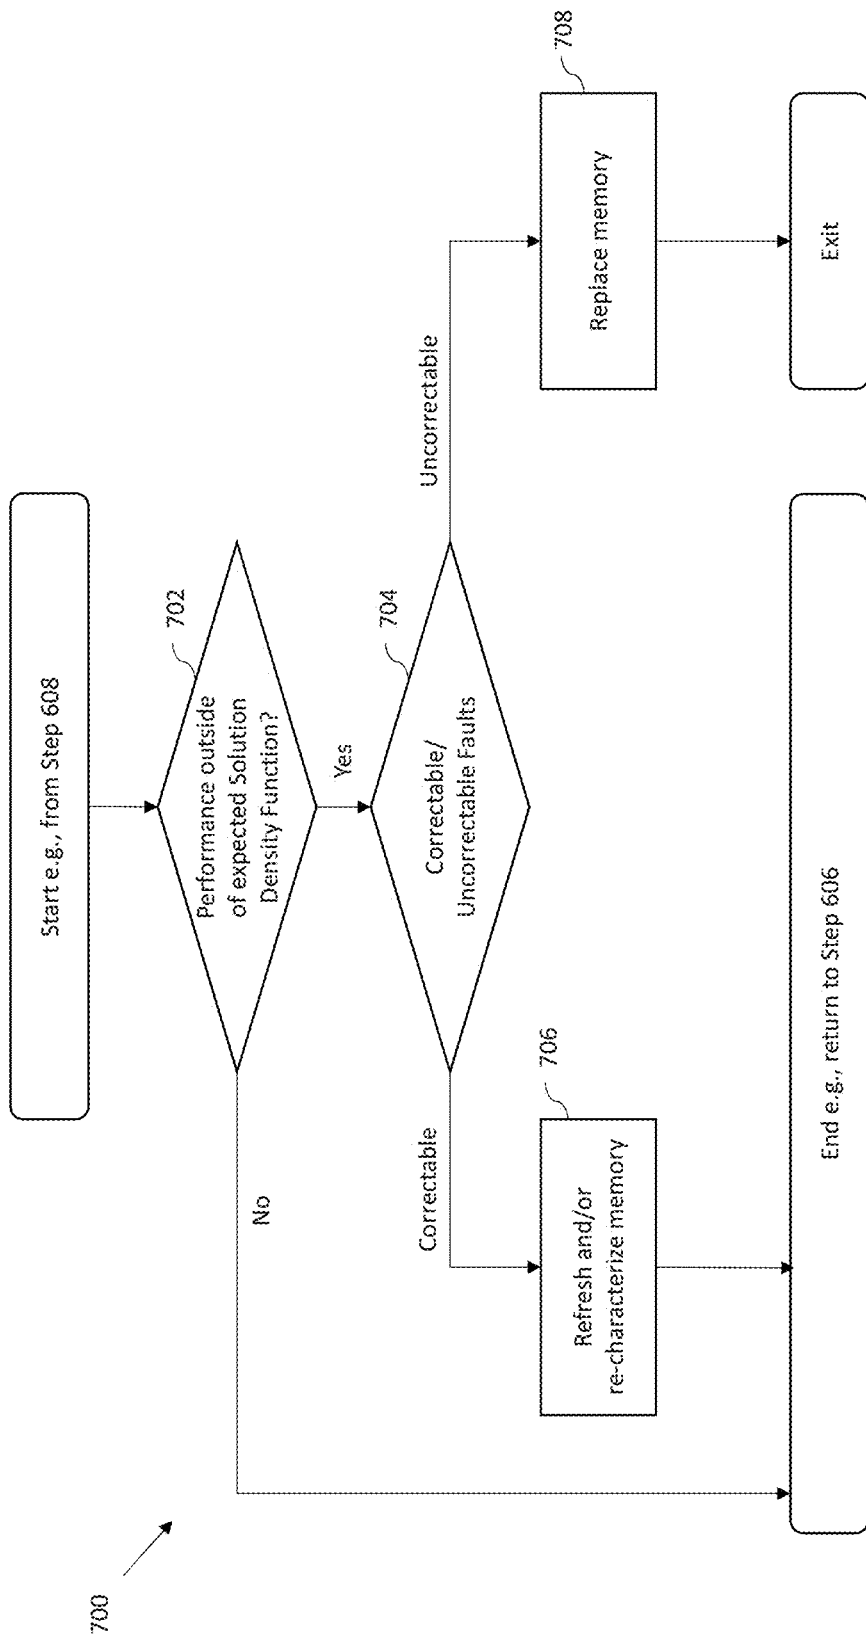 700
Start e.g., from Step 608
702
Performance outside
of expected Solution
Density Function?
No
Yes
704
Correctable/
Uncorrectable Faults
Correctable
Uncorrectable
706
Refresh and/or
re-characterize memory
708
Replace memory
End e.g., return to Step 606
Exit